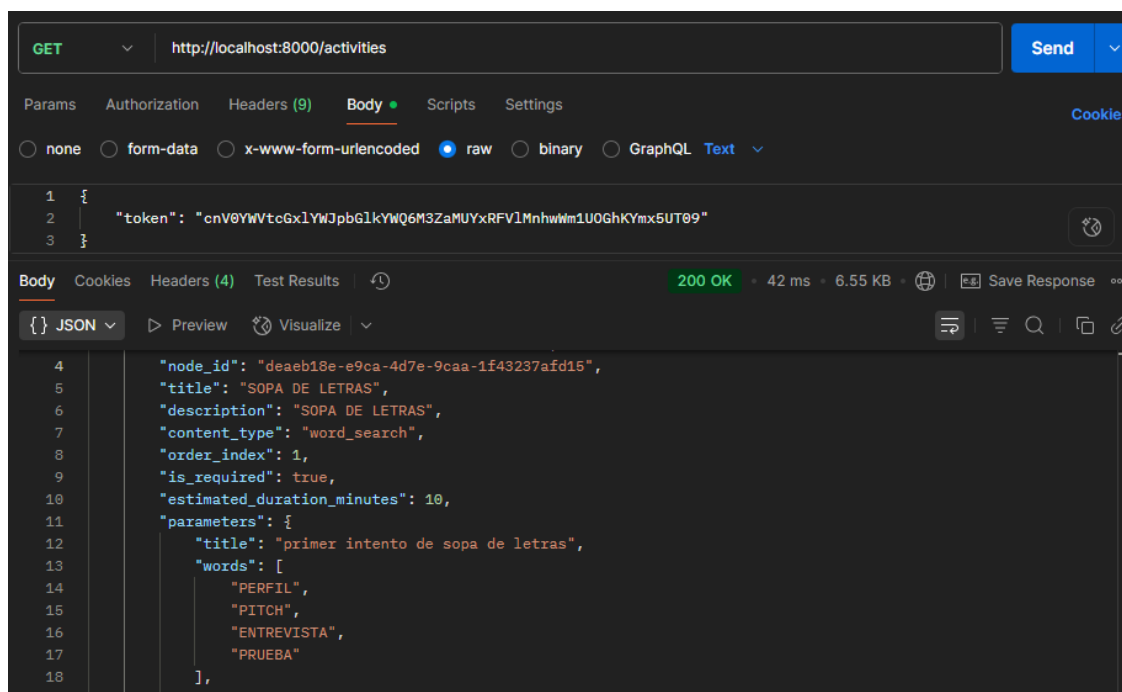 GET http://localhost:8000/activities Send
Params Authorization Headers (9) Body Scripts Settings
Cookie
none form-data x-www-form-urlencoded raw binary GraphQL Text
1 {
2 "token": "cnV0YWVtcGxlYWJpbGlkYWQ6M3ZaMUYxRFVlMnhwWm1UOGhKYmx5UT09"
3 }
Body Cookies Headers (4) Test Results 200 OK • 42 ms • 6.55 KB • e.g. Save Response
{} JSON Preview Visualize
4 "node_id": "deaeb18e-e9ca-4d7e-9caa-1f43237afd15",
5 "title": "SOPA DE LETRAS",
6 "description": "SOPA DE LETRAS",
7 "content_type": "word_search",
8 "order_index": 1,
9 "is_required": true,
10 "estimated_duration_minutes": 10,
11 "parameters": {
12 "title": "primer intento de sopa de letras",
13 "words": [
14 "PERFIL",
15 "PITCH",
16 "ENTREVISTA",
17 "PRUEBA"
18 ],